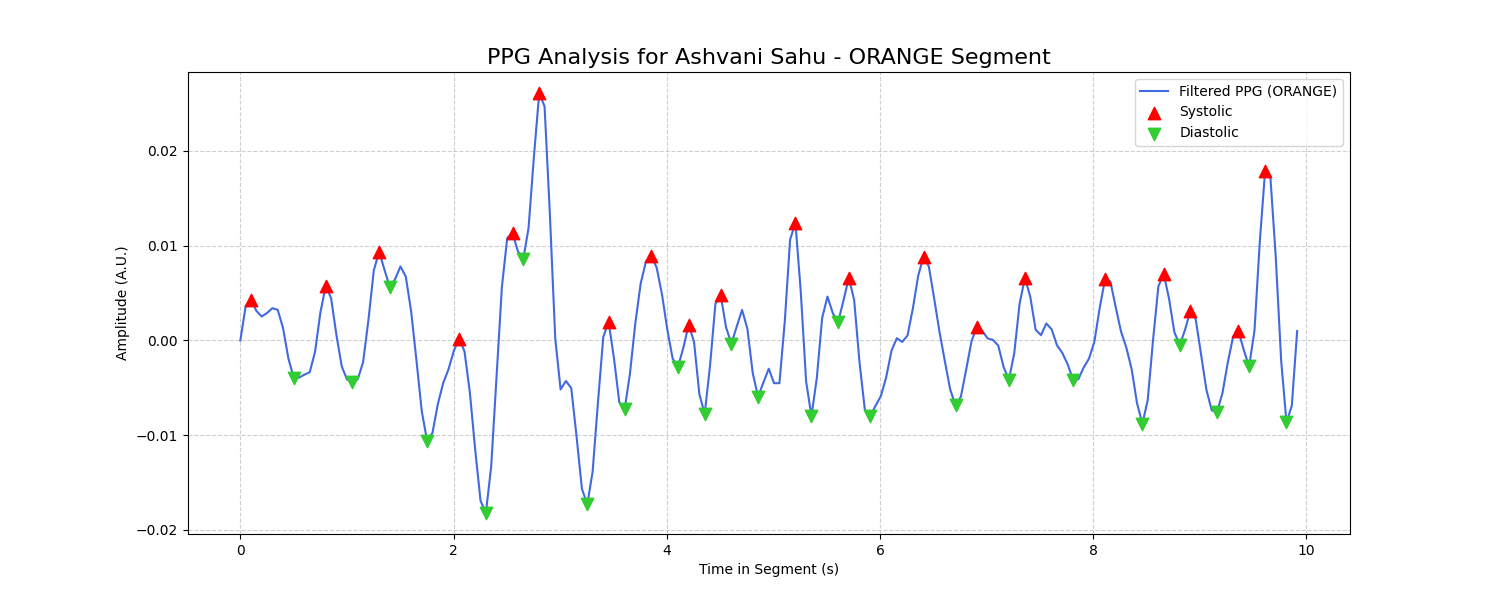 PPG Analysis for Ashvani Sahu - ORANGE Segment
Filtered PPG (ORANGE)
Systolic
Diastolic
Amplitude (A.U.)
0.02
0.01
0.00
−0.01
−0.02
0 2 4 6 8 10
Time in Segment (s)